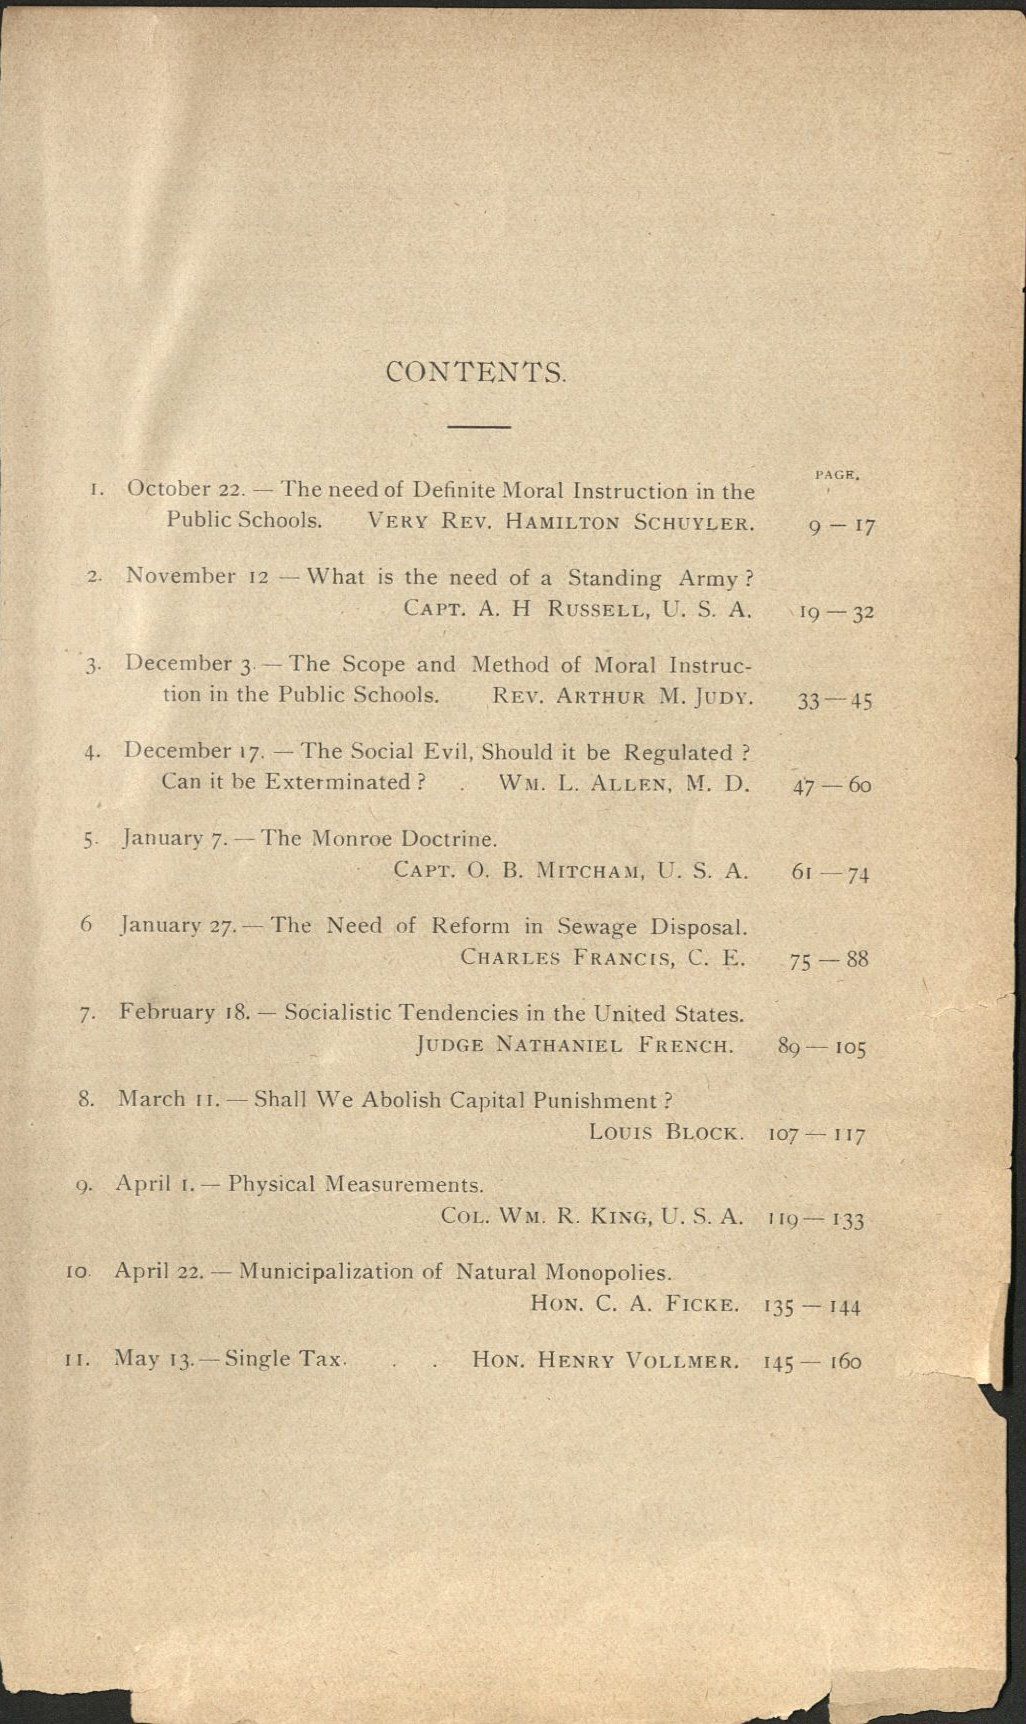 CONTENTS.
PAGE.
1. October 22. — The need of Definite Moral Instruction in the
Public Schools. VERY REV. HAMILTON SCHUYLER. 9 — 17
2. November 12 — What is the need of a Standing Army ?
CAPT. A. H RUSSELL, U. S. A. 19 — 32
3. December 3. — The Scope and Method of Moral Instruc-
tion in the Public Schools. REV. ARTHUR M. JUDY. 33 — 45
4. December 17. — The Social Evil, Should it be Regulated ?
Can it be Exterminated ? . WM. L. ALLEN, M. D. 47 — 60
5. January 7. — The Monroe Doctrine.
CAPT. O. B. MITCHAM, U. S. A. 61 — 74
6 January 27. — The Need of Reform in Sewage Disposal.
CHARLES FRANCIS, C. E. 75 — 88
7. February 18. — Socialistic Tendencies in the United States.
JUDGE NATHANIEL FRENCH. 89 — 105
8. March 11. — Shall We Abolish Capital Punishment ?
LOUIS BLOCK. 107 — 117
9. April 1. — Physical Measurements.
COL. WM. R. KING, U. S. A. 119 — 133
10. April 22. — Municipalization of Natural Monopolies.
HON. C. A. FICKE. 135 — 144
11. May 13. — Single Tax. . . HON. HENRY VOLLMER. 145 — 160